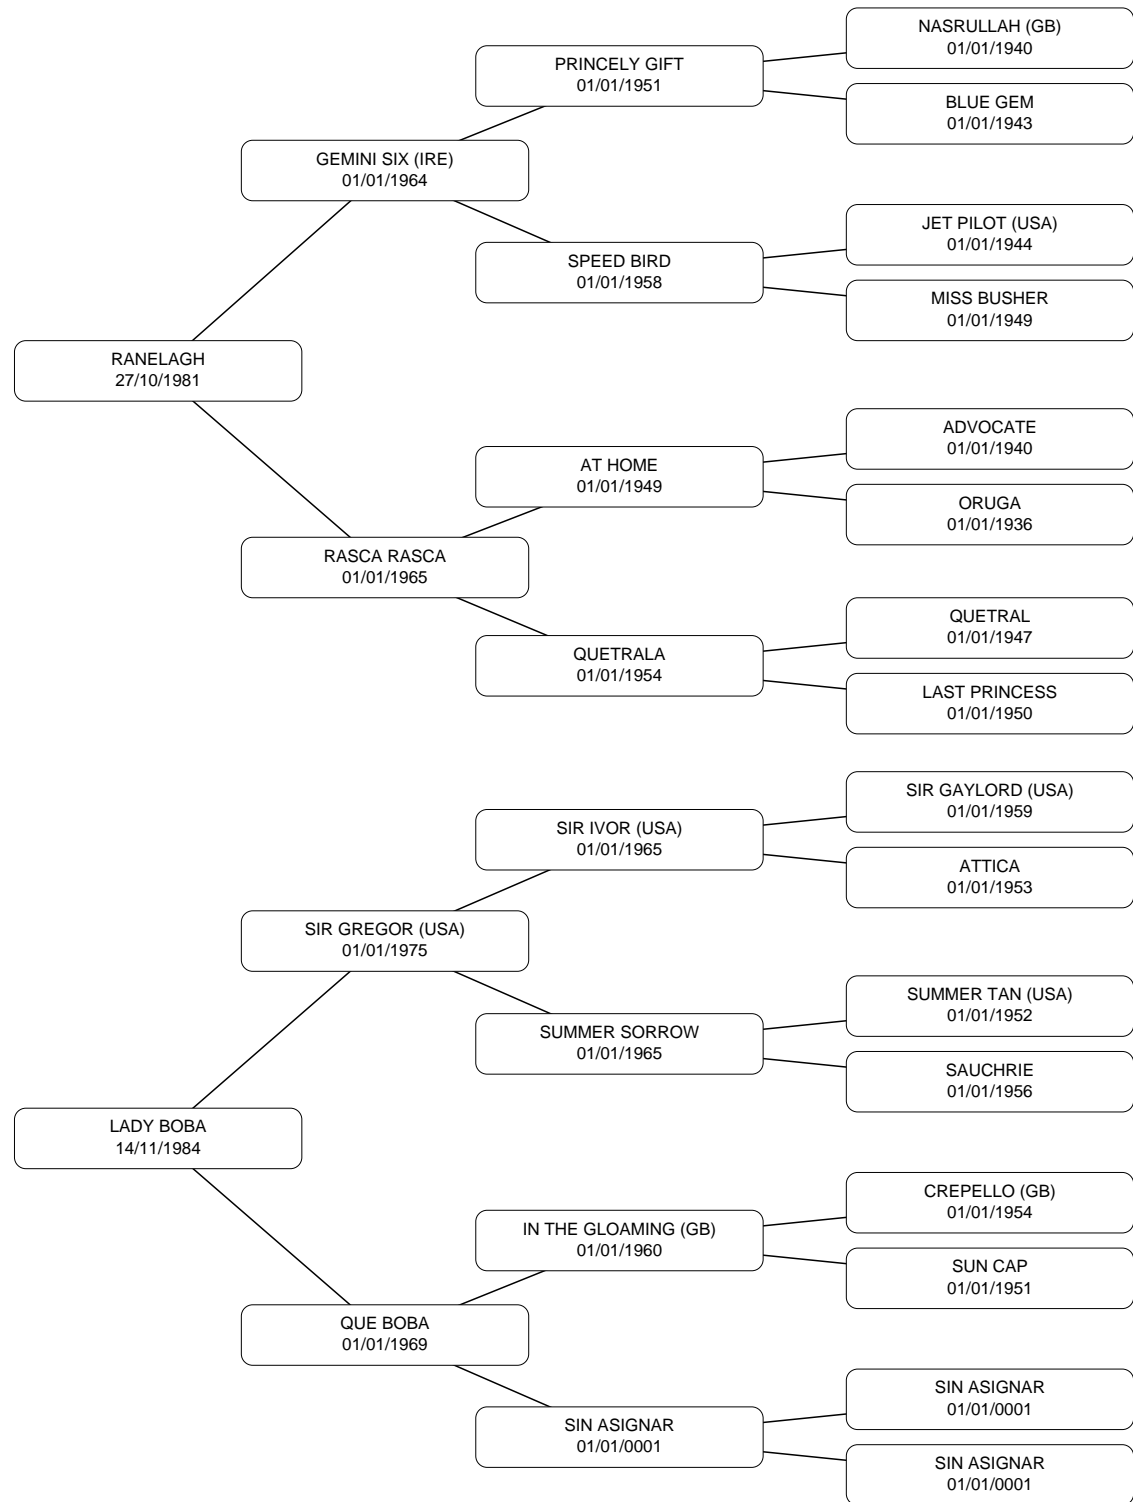 NASRULLAH (GB)
01/01/1940
PRINCELY GIFT
01/01/1951
BLUE GEM
01/01/1943
GEMINI SIX (IRE)
01/01/1964
JET PILOT (USA)
01/01/1944
SPEED BIRD
01/01/1958
MISS BUSHER
01/01/1949
RANELAGH
27/10/1981
ADVOCATE
01/01/1940
AT HOME
01/01/1949
ORUGA
01/01/1936
RASCA RASCA
01/01/1965
QUETRAL
01/01/1947
QUETRALA
01/01/1954
LAST PRINCESS
01/01/1950
SIR GAYLORD (USA)
01/01/1959
SIR IVOR (USA)
01/01/1965
ATTICA
01/01/1953
SIR GREGOR (USA)
01/01/1975
SUMMER TAN (USA)
01/01/1952
SUMMER SORROW
01/01/1965
SAUCHRIE
01/01/1956
LADY BOBA
14/11/1984
CREPELLO (GB)
01/01/1954
IN THE GLOAMING (GB)
01/01/1960
SUN CAP
01/01/1951
QUE BOBA
01/01/1969
SIN ASIGNAR
01/01/0001
SIN ASIGNAR
01/01/0001
SIN ASIGNAR
01/01/0001